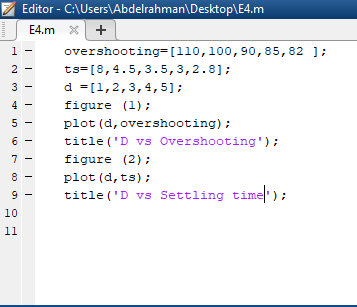 Editor - C:\Users\Abdelrahman\Desktop\E4.m
E4.m × +
1 - overshooting=[110,100,90,85,82 ];
2 - ts=[8,4.5,3.5,3,2.8];
3 - d =[1,2,3,4,5];
4 - figure (1);
5 - plot(d,overshooting);
6 - title('D vs Overshooting');
7 - figure (2);
8 - plot(d,ts);
9 - title('D vs Settling time');
10
11